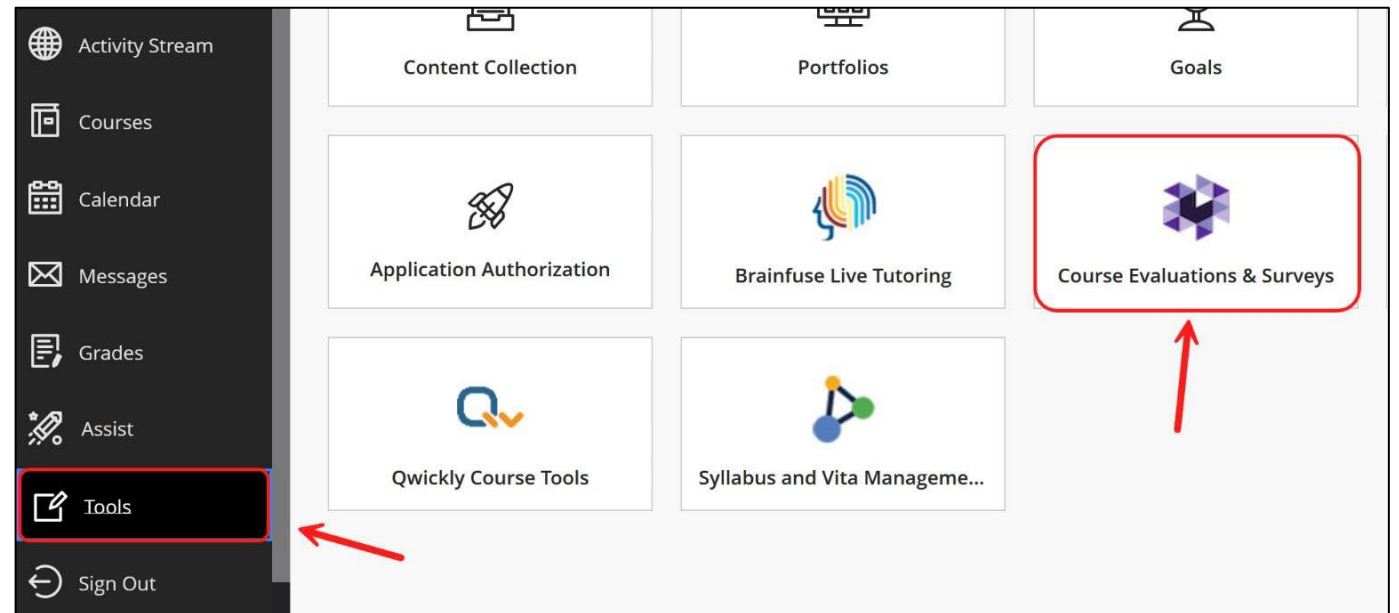 Activity Stream
Courses
Calendar
Messages
Grades
Assist
Tools
Sign Out
Content Collection
Portfolios
Goals
Application Authorization
Brainfuse Live Tutoring
Course Evaluations & Surveys
Qwickly Course Tools
Syllabus and Vita Manageme...